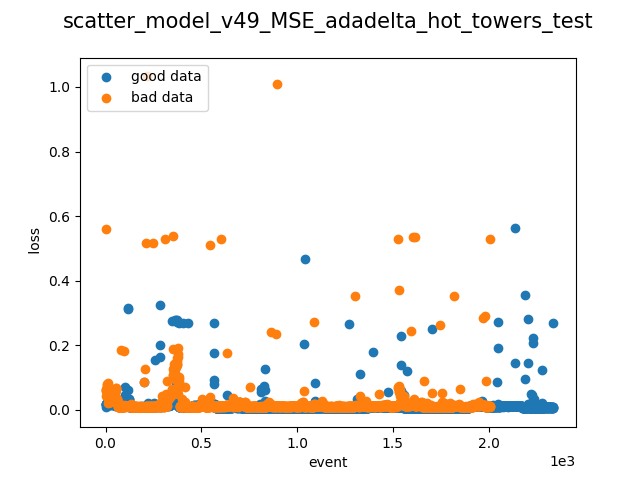 scatter_model_v49_MSE_adadelta_hot_towers_test
good data
bad data
1.0
0.8
0.6
0.4
0.2
0.0
loss
0.0 0.5 1.0 1.5 2.0
1e3
event